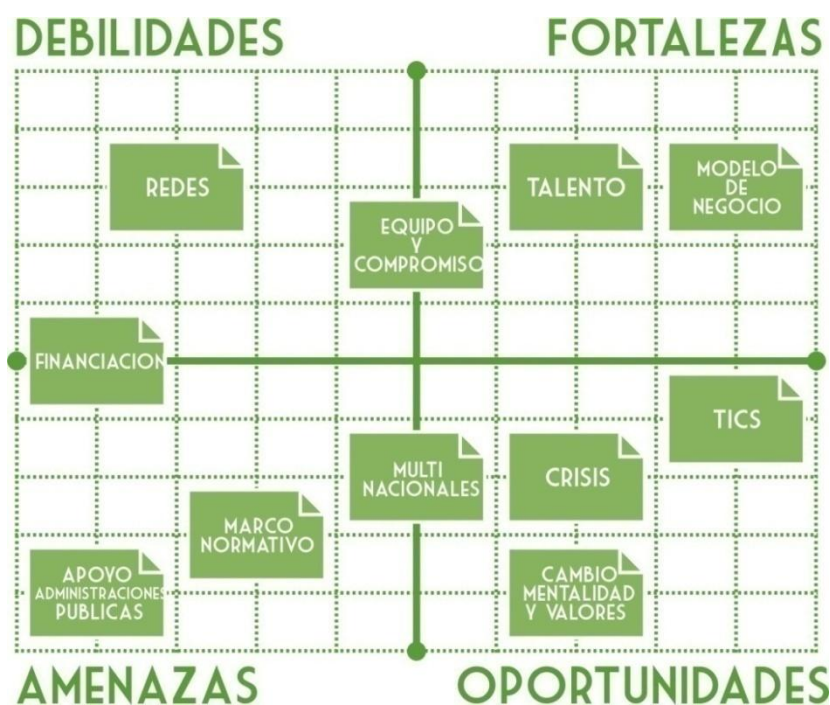 DEBILIDADES
FORTALEZAS
REDES
TALENTO
MODELO
DE
NEGOCIO
EQUIPO
Y
COMPROMISO
FINANCIACION
TICS
MULTI
NACIONALES
CRISIS
MARCO
NORMATIVO
APOYO
ADMINISTRACIONES
PUBLICAS
CAMBIO
MENTALIDAD
Y VALORES
AMENAZAS
OPORTUNIDADES